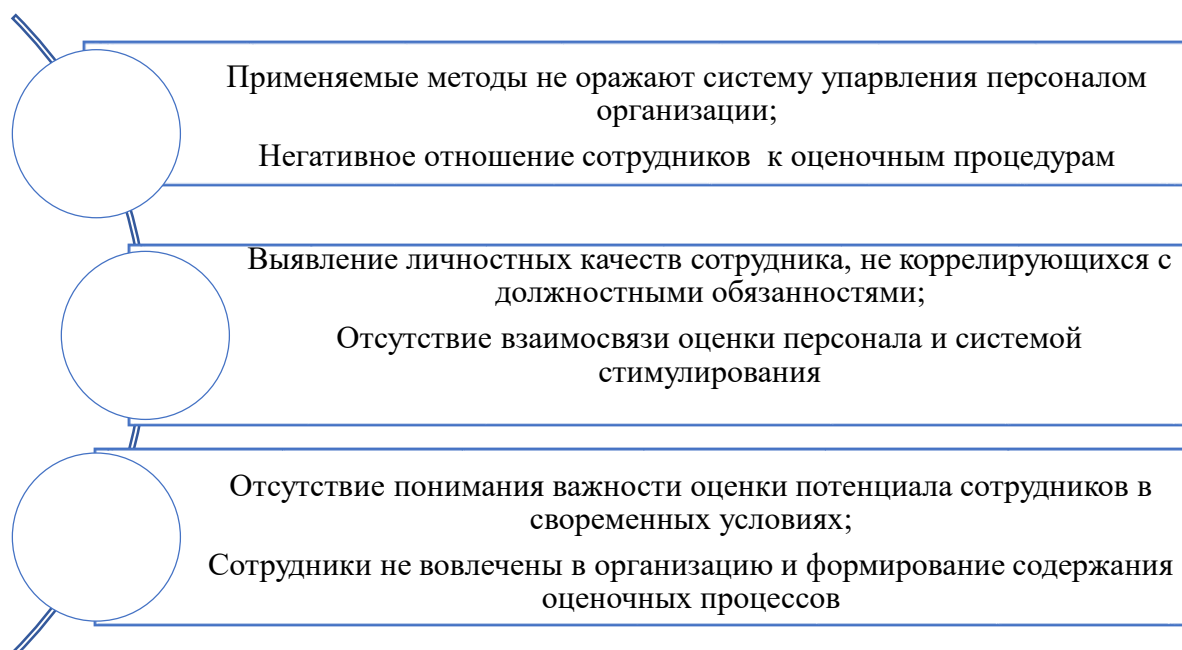 Применяемые методы не оражают систему упарвления персоналом
организации;
Негативное отношение сотрудников к оценочным процедурам
Выявление личностных качеств сотрудника, не коррелирующихся с
должностными обязанностями;
Отсутствие взаимосвязи оценки персонала и системой
стимулирования
Отсутствие понимания важности оценки потенциала сотрудников в
своременных условиях;
Сотрудники не вовлечены в организацию и формирование содержания
оценочных процессов